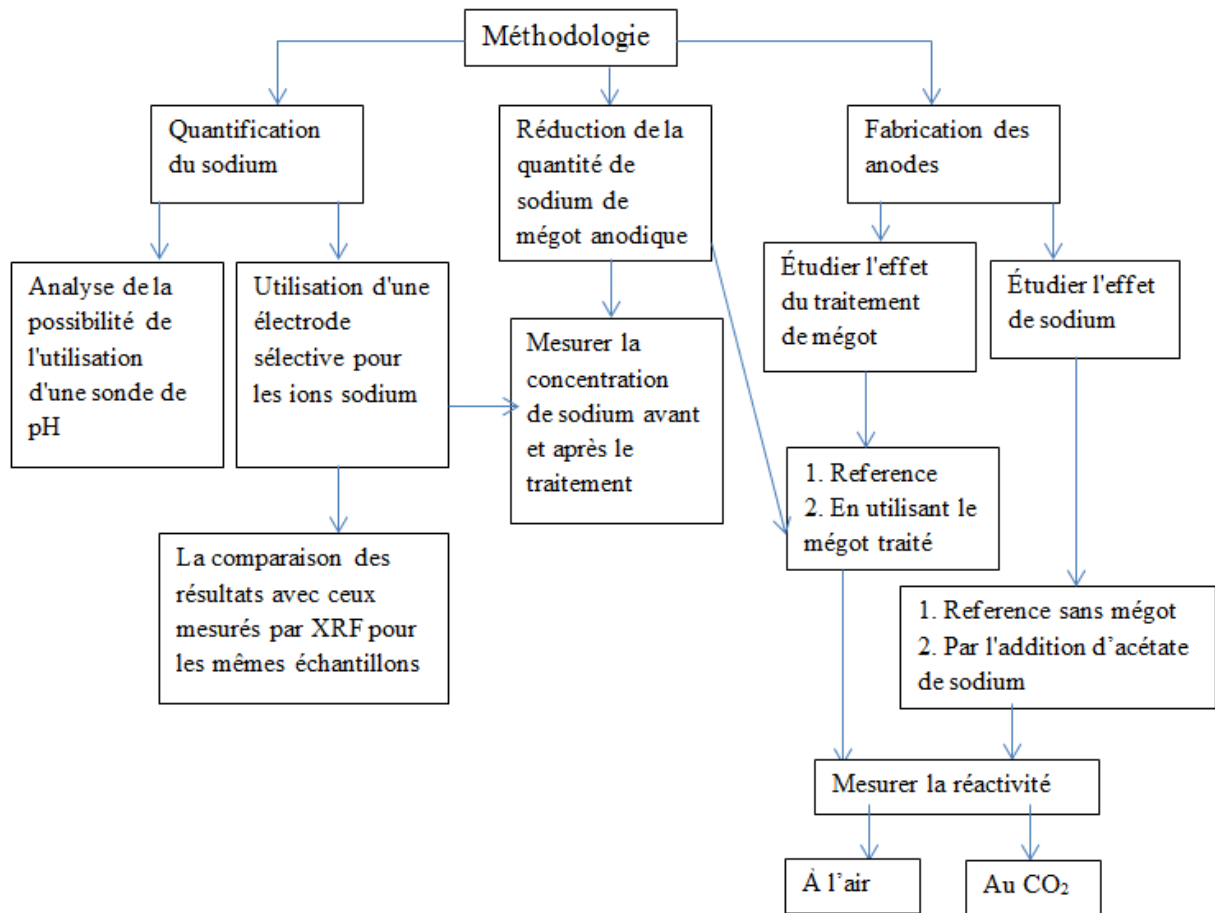 Méthodologie
Quantification
du sodium
Réduction de la
quantité de
sodium de
mégot anodique
Fabrication des
anodes
Analyse de la
possibilité de
l'utilisation
d'une sonde de
pH
Utilisation d'une
électrode
sélective pour
les ions sodium
Mesurer la
concentration
de sodium avant
et après le
traitement
Étudier l'effet
du traitement
de mégot
Étudier l'effet
de sodium
La comparaison des
résultats avec ceux
mesurés par XRF pour
les mêmes échantillons
1. Reference
2. En utilisant le
mégot traité
1. Reference sans mégot
2. Par l'addition d’acétate
de sodium
Mesurer la réactivité
À l’air
Au CO₂